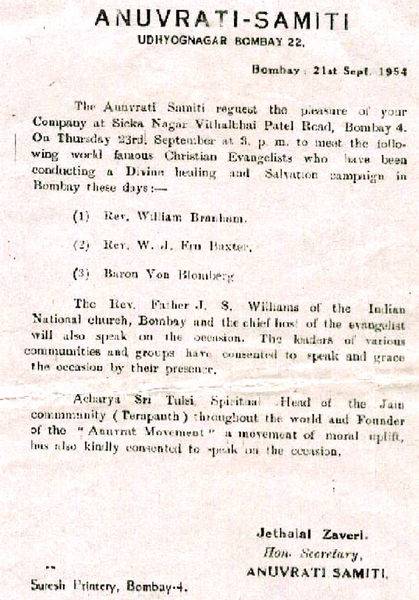 ANUVRATI-SAMITI
UDHYOGNAGAR BOMBAY 22.
Bombay: 21st Sept. 1954
The Anuvrati Samiti request the pleasure of your
Company at Sicka Nagar Vithalbhai Patel Road, Bombay 4.
On Thursday 23rd. September at 3. p. m. to meet the follo-
wing world famous Christian Evangelists who have been
conducting a Divine healing and Salvation campaign in
Bombay these days:—
(1) Rev. William Branham.
(2) Rev. W. J. Ern Baxter.
(3) Baron Von Blomberg
The Rev. Father J. S. Williams of the Indian
National church, Bombay and the chief host of the evangelist
will also speak on the occasion. The leaders of various
communities and groups have consented to speak and grace
the occasion by their presence.
Acharya Sri Tulsi, Spiritual Head of the Jain
community (Terapanth) throughout the world and Founder
of the "Anuvrat Movement" a movement of moral uplift,
has also kindly consented to speak on the occasion.
Jethalal Zaveri.
Hon. Secretary,
ANUVRATI SAMITI.
Suresh Printery, Bombay-4.